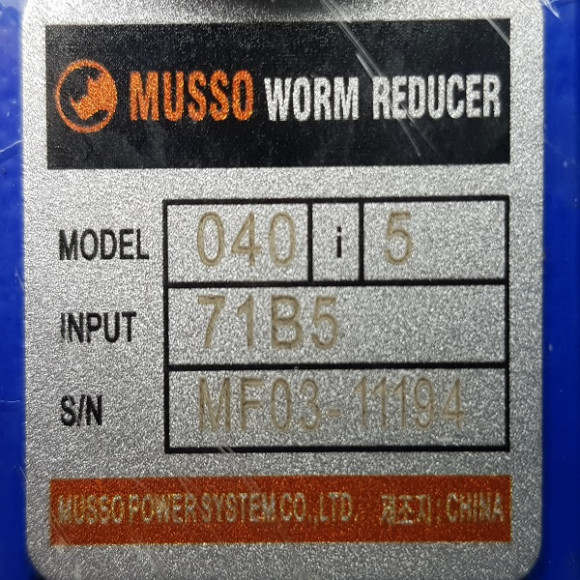 MUSSO WORM REDUCER
MODEL 040 i 5
INPUT 71B5
S/N MF03-11194
MUSSO POWER SYSTEM CO.,LTD. 제조지:CHINA